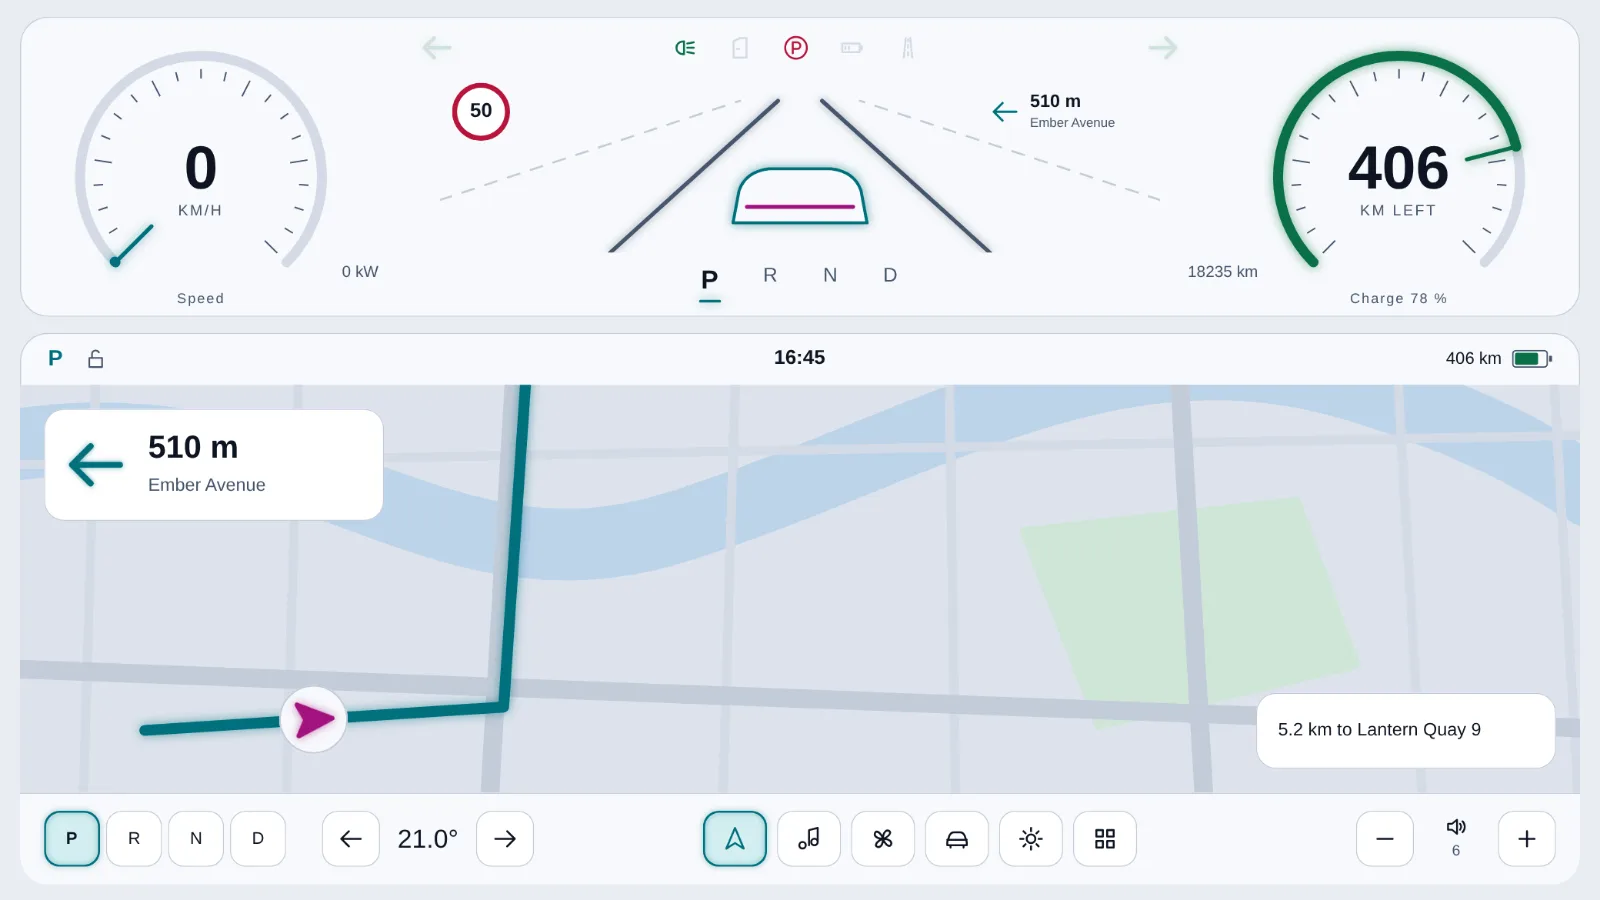 P
50
510 m
Ember Avenue
0
KM/H
406
KM LEFT
0 kW
P R N D
18235 km
Speed
Charge 78 %
P
16:45
406 km
510 m
Ember Avenue
5.2 km to Lantern Quay 9
P R N D
21.0°
6